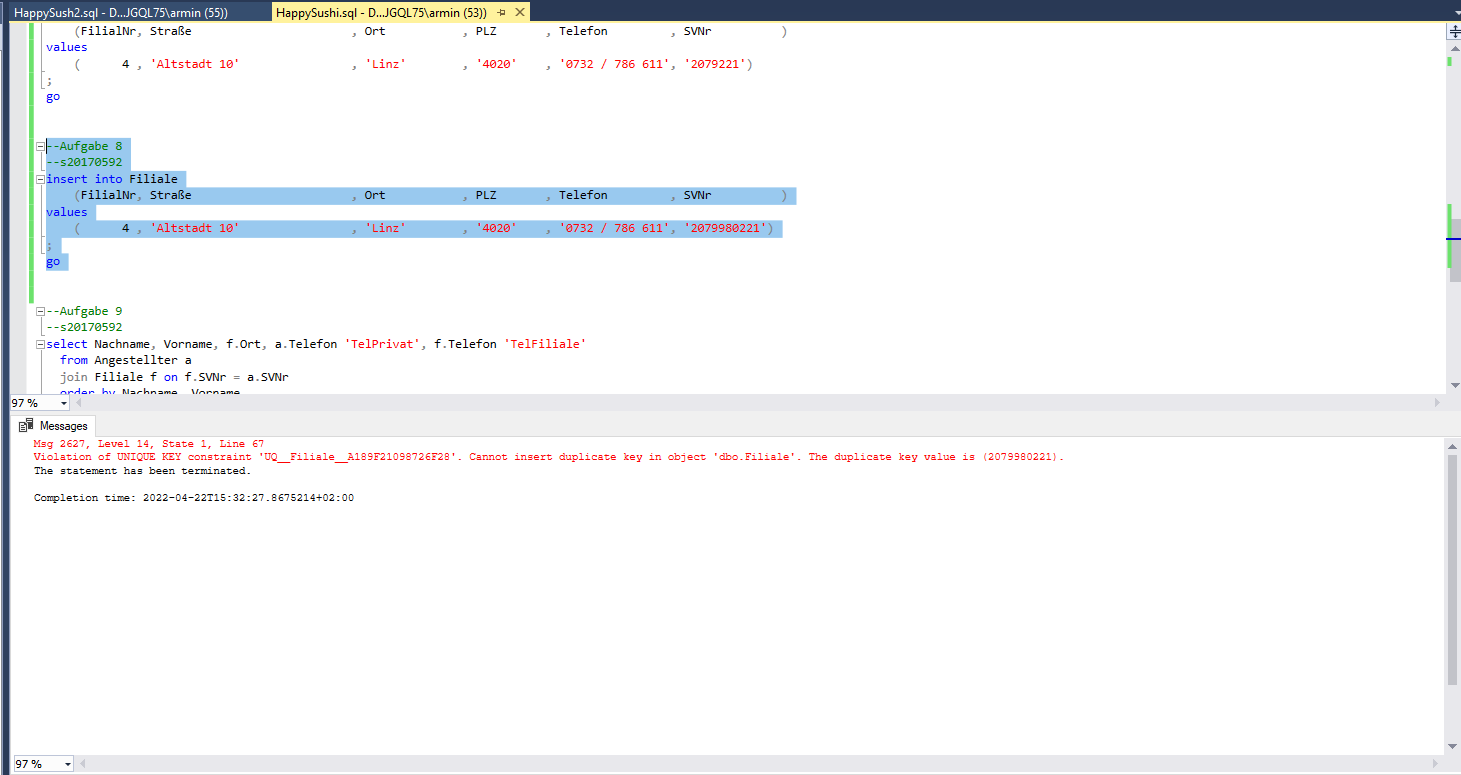 HappySush2.sql - D...JGQL75\armin (55))
HappySushi.sql - D...JGQL75\armin (53))
(FilialNr, Straße , Ort , PLZ , Telefon , SVNr )
values
( 4 , 'Altstadt 10' , 'Linz' , '4020' , '0732 / 786 611', '2079221')
;
go
--Aufgabe 8
--s20170592
insert into Filiale
(FilialNr, Straße , Ort , PLZ , Telefon , SVNr )
values
( 4 , 'Altstadt 10' , 'Linz' , '4020' , '0732 / 786 611', '2079980221')
;
go
--Aufgabe 9
--s20170592
select Nachname, Vorname, f.Ort, a.Telefon 'TelPrivat', f.Telefon 'TelFiliale'
from Angestellter a
join Filiale f on f.SVNr = a.SVNr
order by Nachname, Vorname
97 %
Messages
Msg 2627, Level 14, State 1, Line 67
Violation of UNIQUE KEY constraint 'UQ__Filiale__A189F21098726F28'. Cannot insert duplicate key in object 'dbo.Filiale'. The duplicate key value is (2079980221).
The statement has been terminated.
Completion time: 2022-04-22T15:32:27.8675214+02:00
97 %